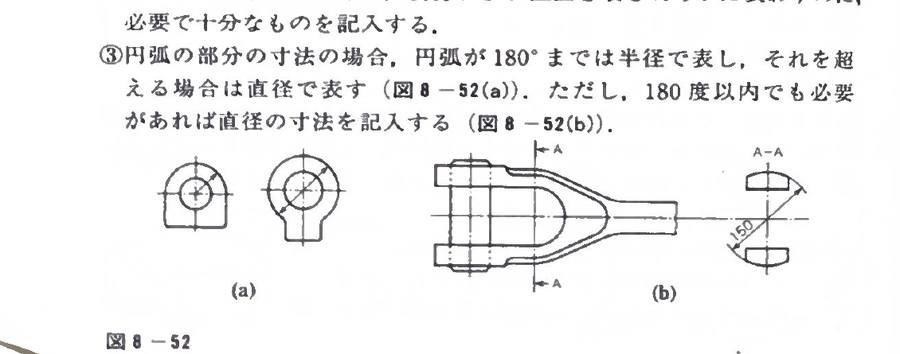 必要で十分なものを記入する.
③円弧の部分の寸法の場合,円弧が180°までは半径で表し,それを超
える場合は直径で表す(図8-52(a)).ただし,180度以内でも必要
があれば直径の寸法を記入する(図8-52(b)).
A
A-A
150
A
(a)
(b)
図8-52